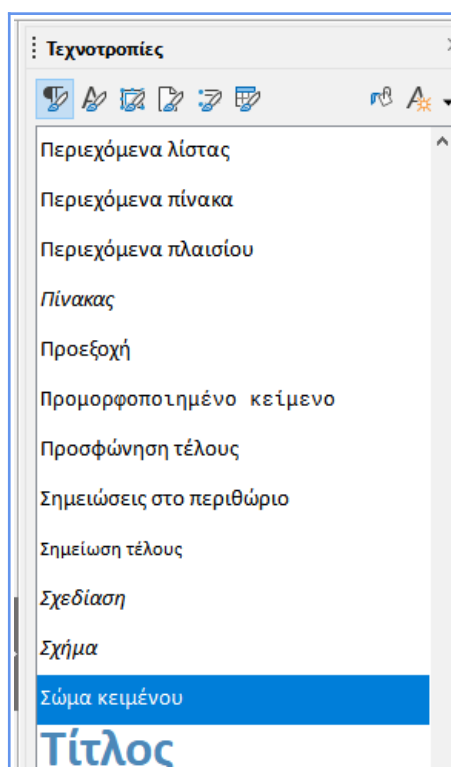 Τεχνοτροπίες
Περιεχόμενα λίστας
Περιεχόμενα πίνακα
Περιεχόμενα πλαισίου
Πίνακας
Προεξοχή
Προμορφοποιημένο κείμενο
Προσφώνηση τέλους
Σημειώσεις στο περιθώριο
Σημείωση τέλους
Σχεδίαση
Σχήμα
Σώμα κειμένου
Τίτλος